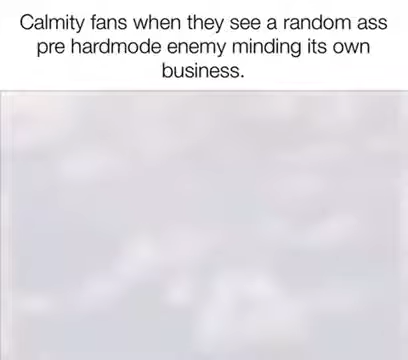 Calmity fans when they see a random ass
pre hardmode enemy minding its own
business.